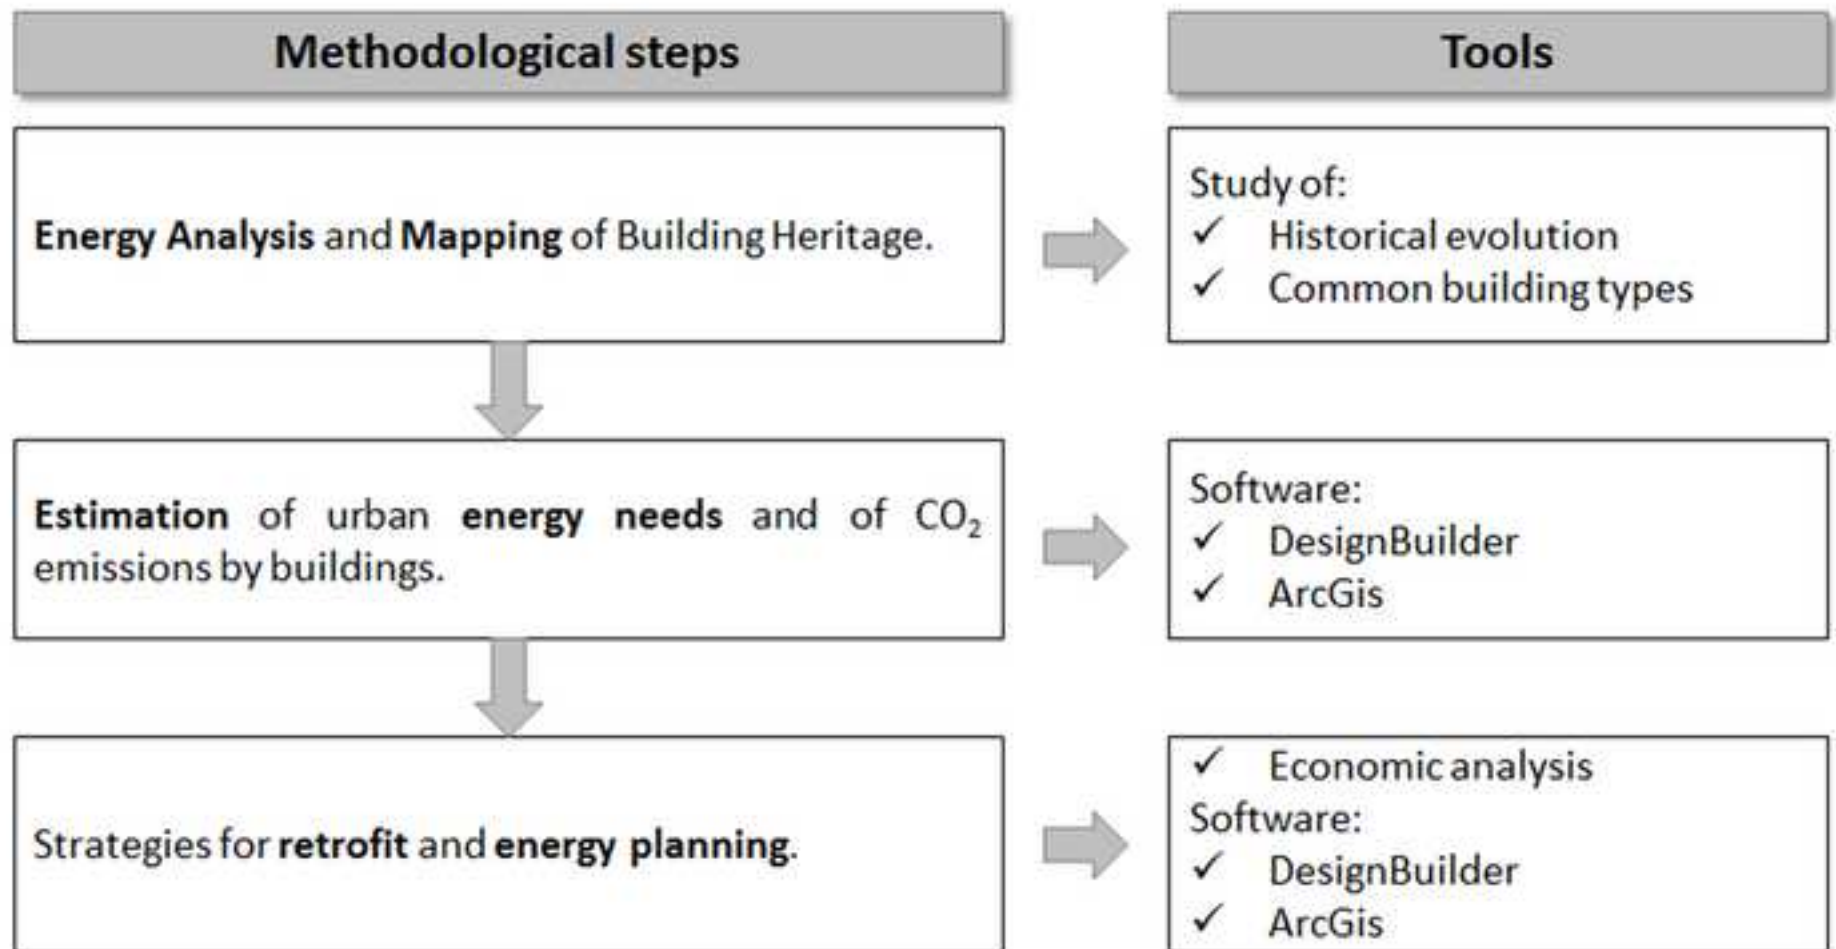 Methodological steps
Tools
Energy Analysis and Mapping of Building Heritage.
Study of:
✓ Historical evolution
✓ Common building types
Estimation of urban energy needs and of CO₂
emissions by buildings.
Software:
✓ DesignBuilder
✓ ArcGis
Strategies for retrofit and energy planning.
✓ Economic analysis
Software:
✓ DesignBuilder
✓ ArcGis